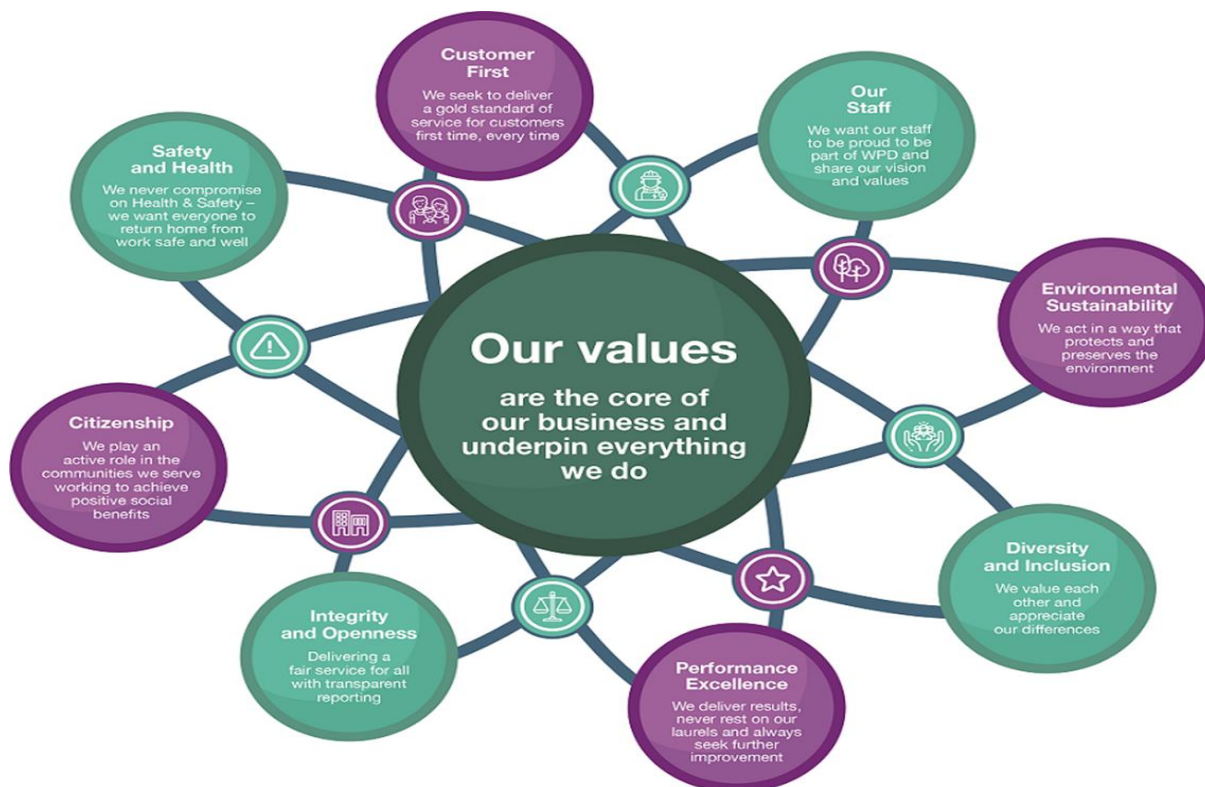 Customer
First
We seek to deliver
a gold standard of
service for customers
first time, every time
Our
Staff
We want our staff
to be proud to be
part of WPD and
share our vision
and values
Safety
and Health
We never compromise
on Health & Safety –
we want everyone to
return home from
work safe and well
Environmental
Sustainability
We act in a way that
protects and
preserves the
environment
Our values
are the core of
our business and
underpin everything
we do
Citizenship
We play an
active role in the
communities we serve
working to achieve
positive social
benefits
Diversity
and Inclusion
We value each
other and
appreciate
our differences
Integrity
and Openness
Delivering a
fair service for all
with transparent
reporting
Performance
Excellence
We deliver results,
never rest on our
laurels and always
seek further
improvement